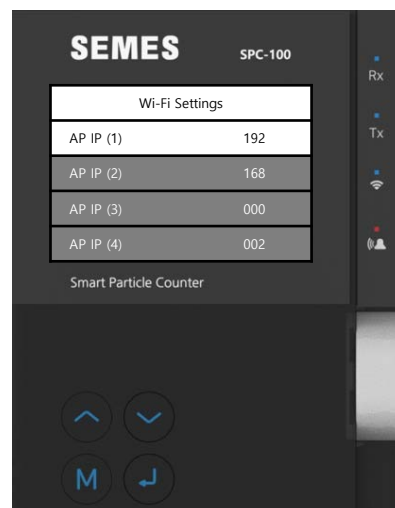 SEMES SPC-100
Rx
Wi-Fi Settings
AP IP (1) 192
Tx
AP IP (2) 168
AP IP (3) 000
AP IP (4) 002
Smart Particle Counter
M